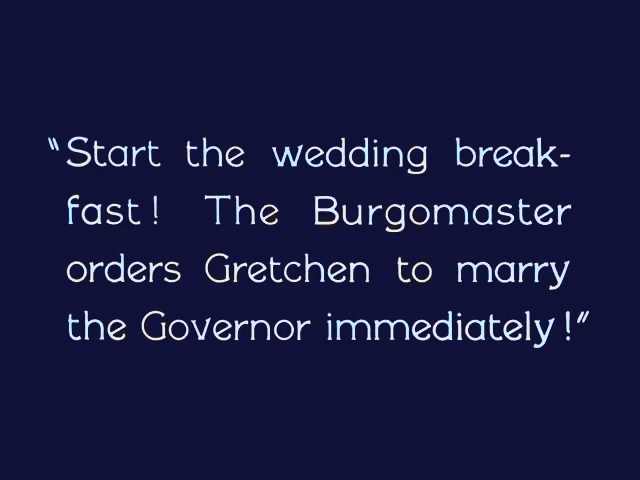 "Start the wedding break-
fast! The Burgomaster
orders Gretchen to marry
the Governor immediately!"